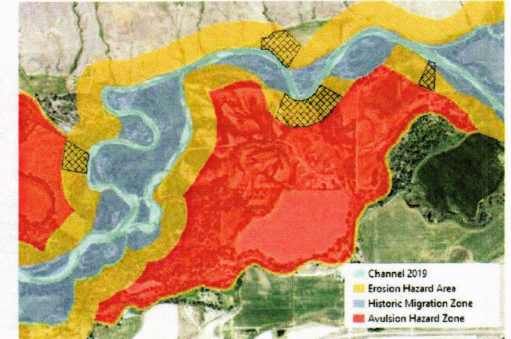 Channel 2019
Erosion Hazard Area
Historic Migration Zone
Avulsion Hazard Zone